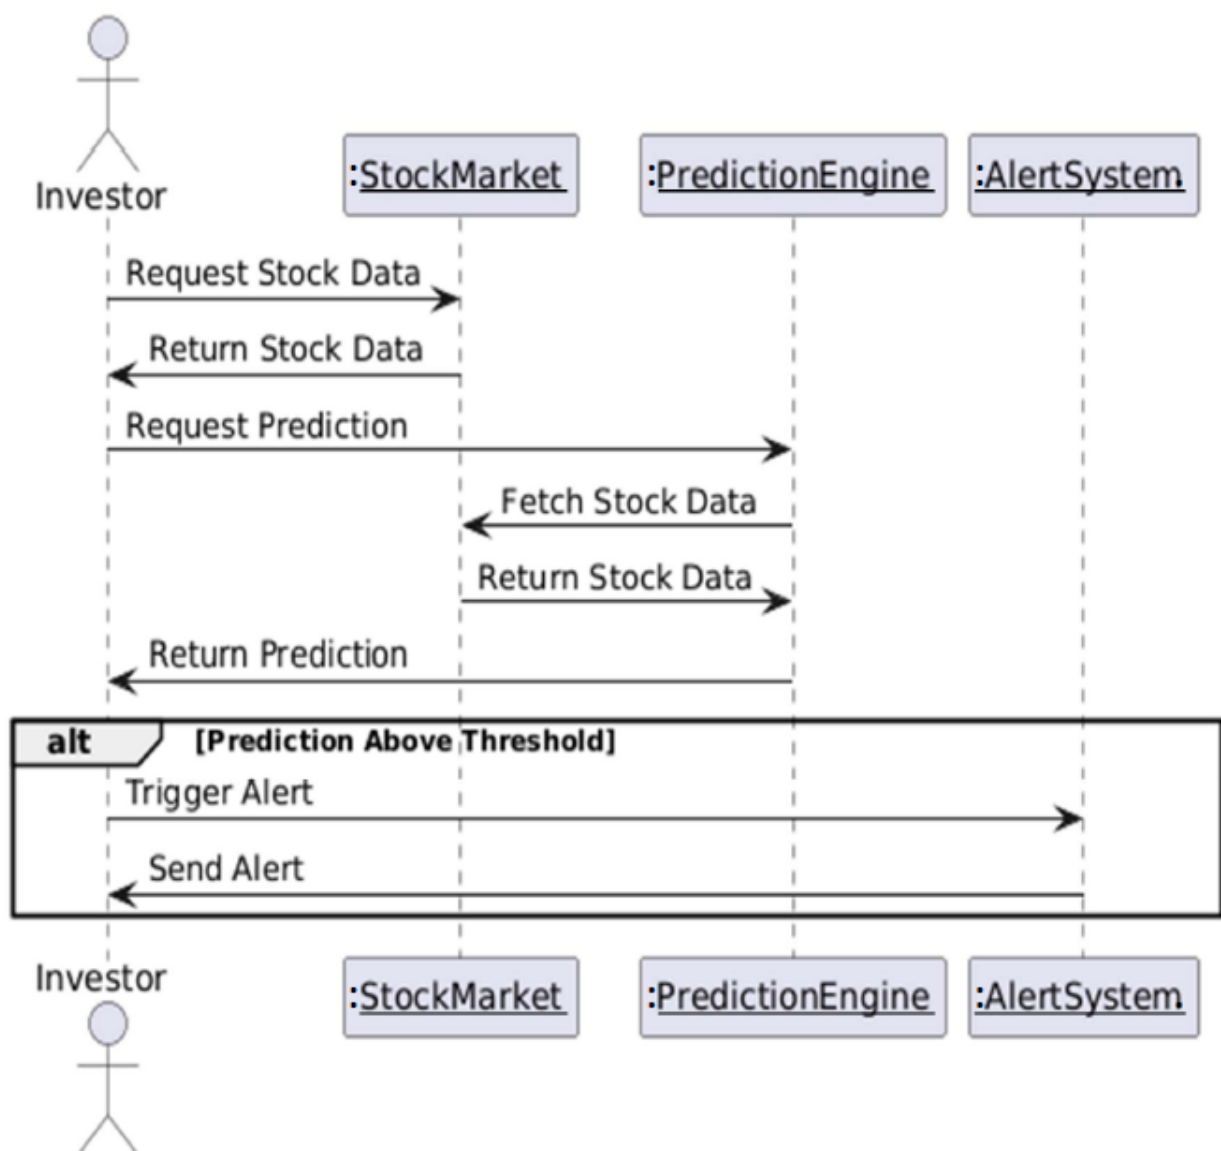 Investor
:StockMarket
:PredictionEngine
:AlertSystem
Request Stock Data
Return Stock Data
Request Prediction
Fetch Stock Data
Return Stock Data
Return Prediction
alt [Prediction Above Threshold]
Trigger Alert
Send Alert
Investor
:StockMarket
:PredictionEngine
:AlertSystem